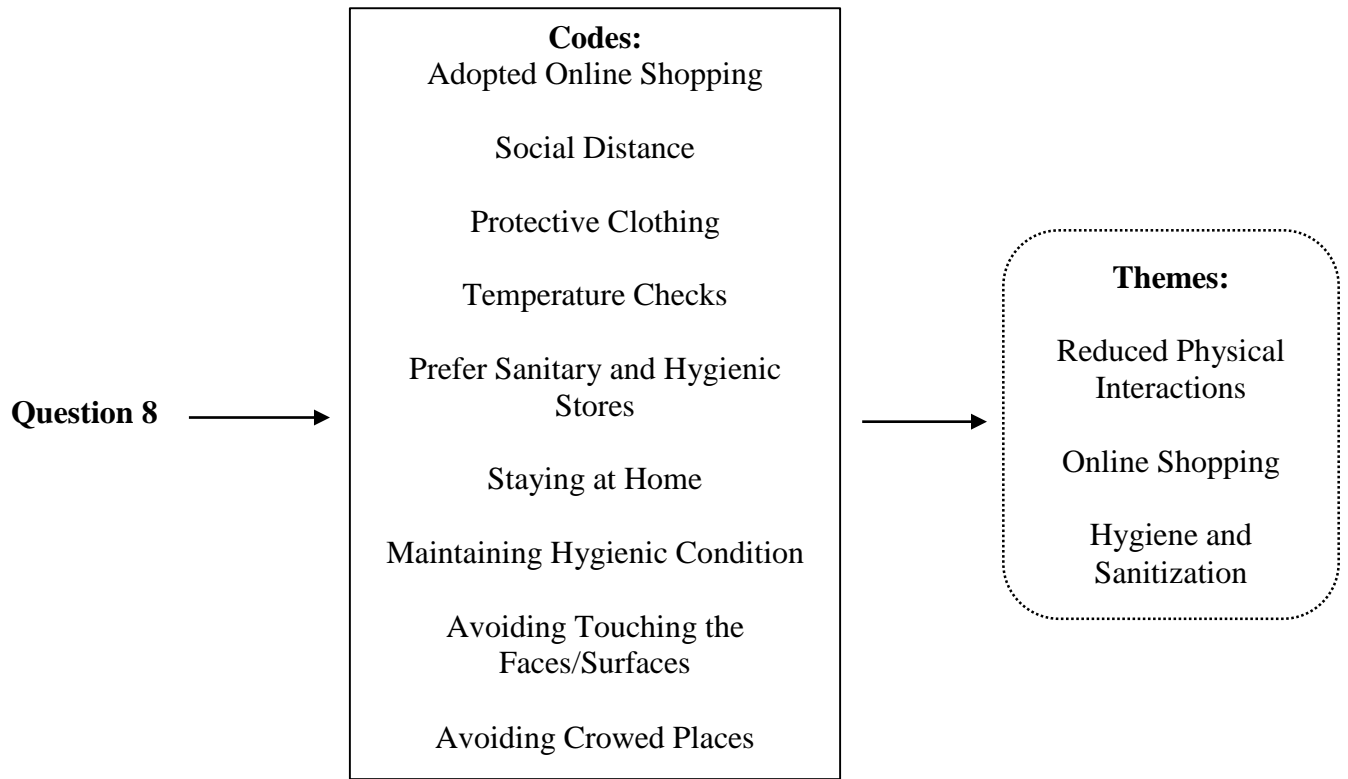 Question 8
Codes:
Adopted Online Shopping
Social Distance
Protective Clothing
Temperature Checks
Prefer Sanitary and Hygienic
Stores
Staying at Home
Maintaining Hygienic Condition
Avoiding Touching the
Faces/Surfaces
Avoiding Crowed Places
Themes:
Reduced Physical
Interactions
Online Shopping
Hygiene and
Sanitization